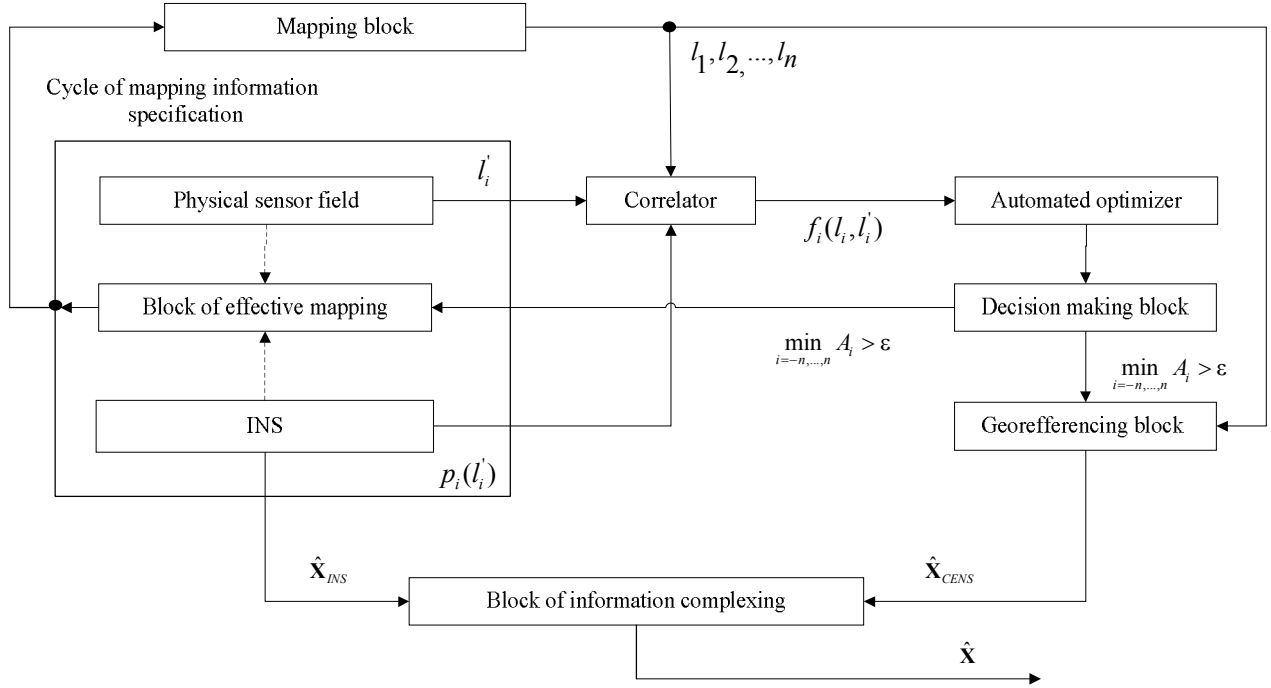 Mapping block
l1, l2, ..., ln
Cycle of mapping information
specification
l'i
Physical sensor field
Correlator
Automated optimizer
fi(li, l'i)
Block of effective mapping
Decision making block
min Ai > ε
i=−n,...,n
min Ai > ε
i=−n,...,n
INS
Georefferencing block
pi(l'i)
X̂INS
X̂CENS
Block of information complexing
X̂